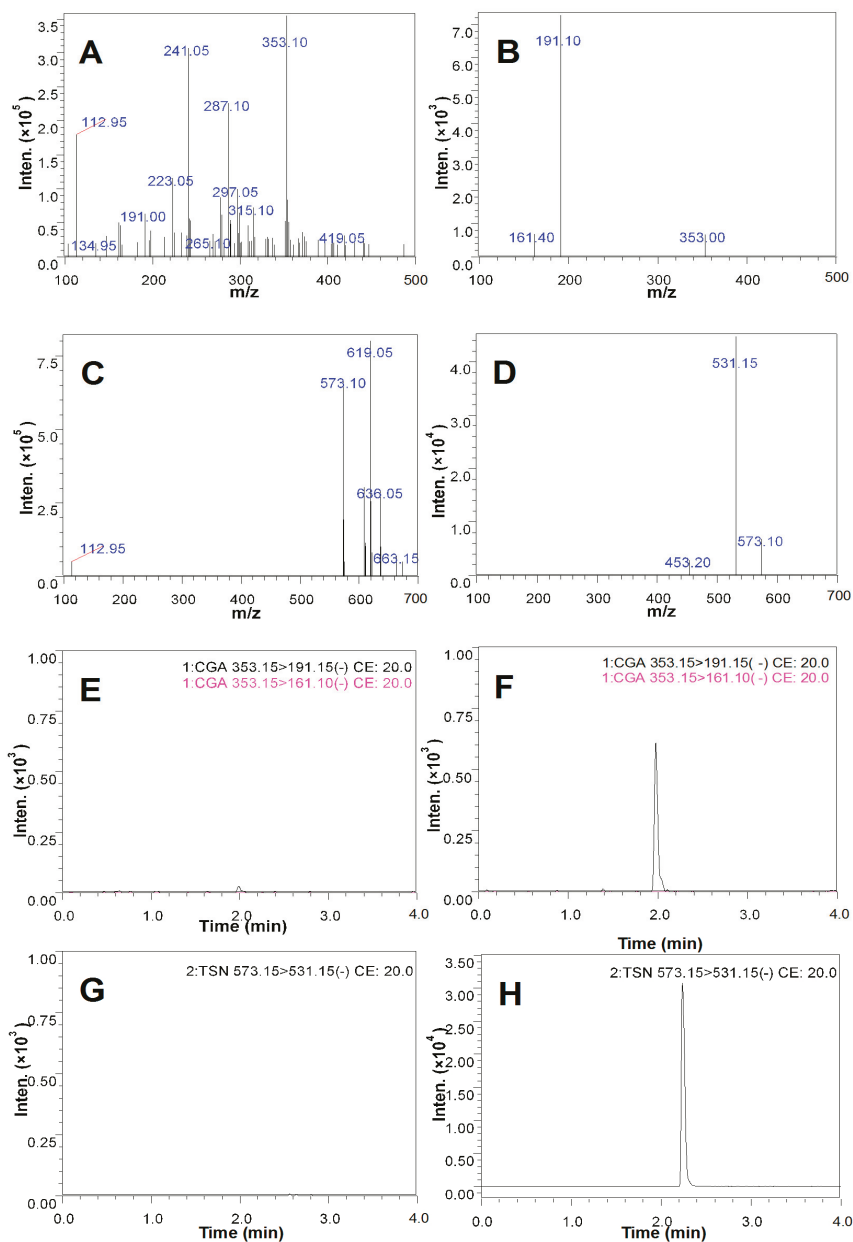 A
3.5
3.0
2.5
2.0
1.5
1.0
0.5
0.0
Inten. (×10⁵)
353.10
241.05
287.10
112.95
223.05
297.05
191.00
315.10
134.95
265.10
419.05
100 200 300 400 500
m/z
B
7.0
6.0
5.0
4.0
3.0
2.0
1.0
0.0
Inten. (×10³)
191.10
161.40
353.00
100 200 300 400 500
m/z
C
7.5
5.0
2.5
0.0
Inten. (×10⁵)
619.05
573.10
636.05
112.95
663.15
100 200 300 400 500 600 700
m/z
D
4.0
3.0
2.0
1.0
0.0
Inten. (×10⁴)
531.15
573.10
453.20
100 200 300 400 500 600 700
m/z
E
1:CGA 353.15>191.15(-) CE: 20.0
1:CGA 353.15>161.10(-) CE: 20.0
1.00
0.75
0.50
0.25
0.00
Inten. (×10³)
0.0 1.0 2.0 3.0 4.0
Time (min)
F
1:CGA 353.15>191.15( -) CE: 20.0
1:CGA 353.15>161.10( -) CE: 20.0
1.00
0.75
0.50
0.25
0.00
Inten. (×10³)
0.0 1.0 2.0 3.0 4.0
Time (min)
G
2:TSN 573.15>531.15(-) CE: 20.0
1.00
0.75
0.50
0.25
0.00
Inten. (×10³)
0.0 1.0 2.0 3.0 4.0
Time (min)
H
2:TSN 573.15>531.15(-) CE: 20.0
3.50
3.00
2.00
1.00
0.00
Inten. (×10⁴)
0.0 1.0 2.0 3.0 4.0
Time (min)